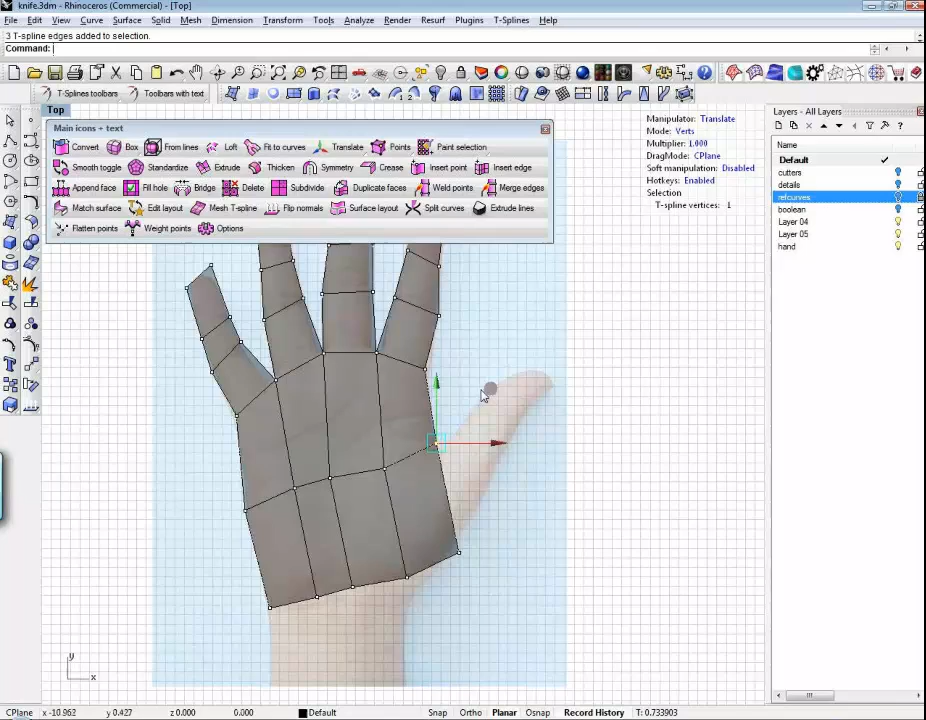 knife.3dm - Rhinoceros (Commercial) - [Top]
File Edit View Curve Surface Solid Mesh Dimension Transform Tools Analyze Render Resurf Plugins T-Splines Help
3 T-spline edges added to selection.
Command:
T-Splines toolbars Toolbars with text
Top
Main icons + text
Convert Box From lines Loft Fit to curves Translate Points Paint selection
Smooth toggle Standardize Extrude Thicken Symmetry Crease Insert point Insert edge
Append face Fill hole Bridge Delete Subdivide Duplicate faces Weld points Merge edges
Match surface Edit layout Mesh T-spline Flip normals Surface layout Split curves Extrude lines
Flatten points Weight points Options
Manipulator: Translate
Mode: Verts
Multiplier: 1.000
DragMode: CPlane
Soft manipulation: Disabled
Hotkeys: Enabled
Selection
T-spline vertices: 1
Layers - All Layers
Name
Default
cutters
details
refcurves
boolean
Layer 04
Layer 05
hand
y
x
CPlane x -10.962 y 0.427 z 0.000 0.000 Default Snap Ortho Planar Osnap Record History T: 0.733903